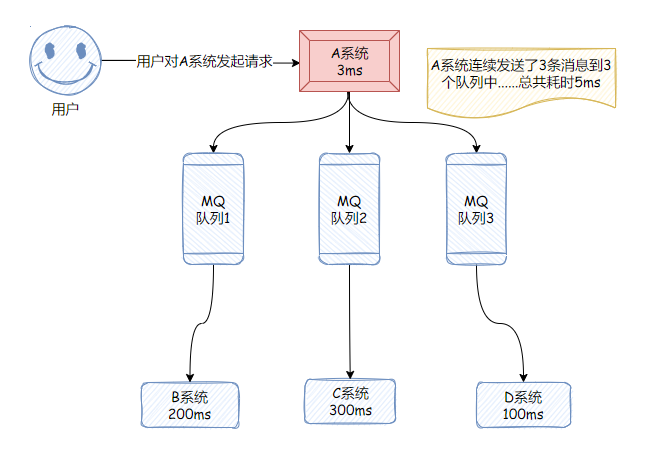 用户对A系统发起请求
用户
A系统
3ms
A系统连续发送了3条消息到3
个队列中......总共耗时5ms
MQ
队列1
MQ
队列2
MQ
队列3
B系统
200ms
C系统
300ms
D系统
100ms